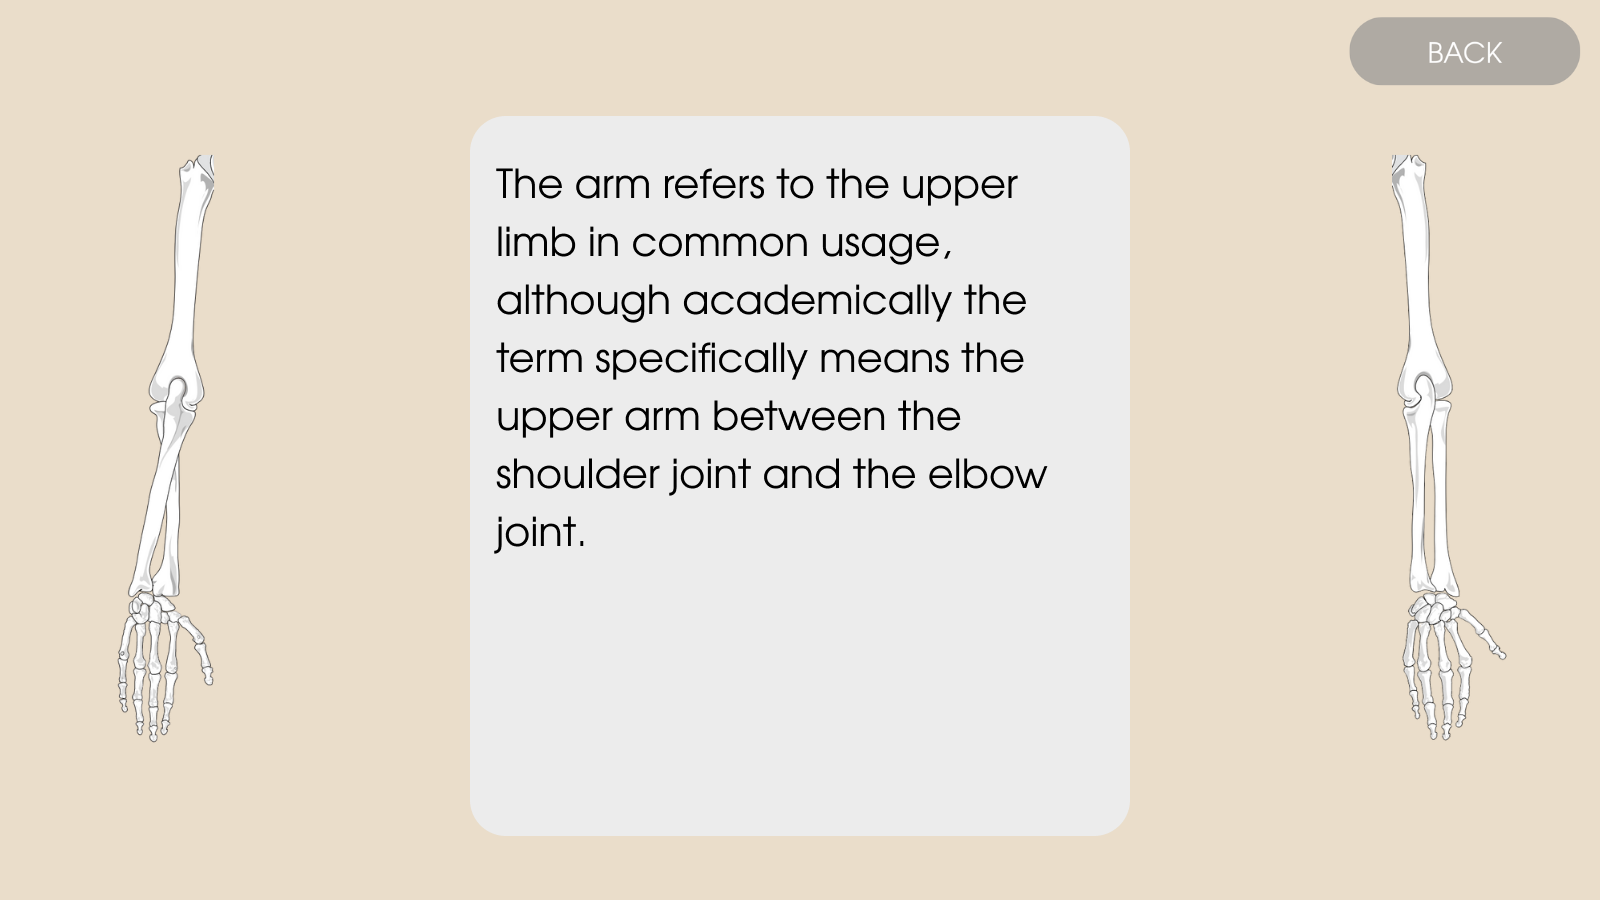 BACK
The arm refers to the upper
limb in common usage,
although academically the
term specifically means the
upper arm between the
shoulder joint and the elbow
joint.